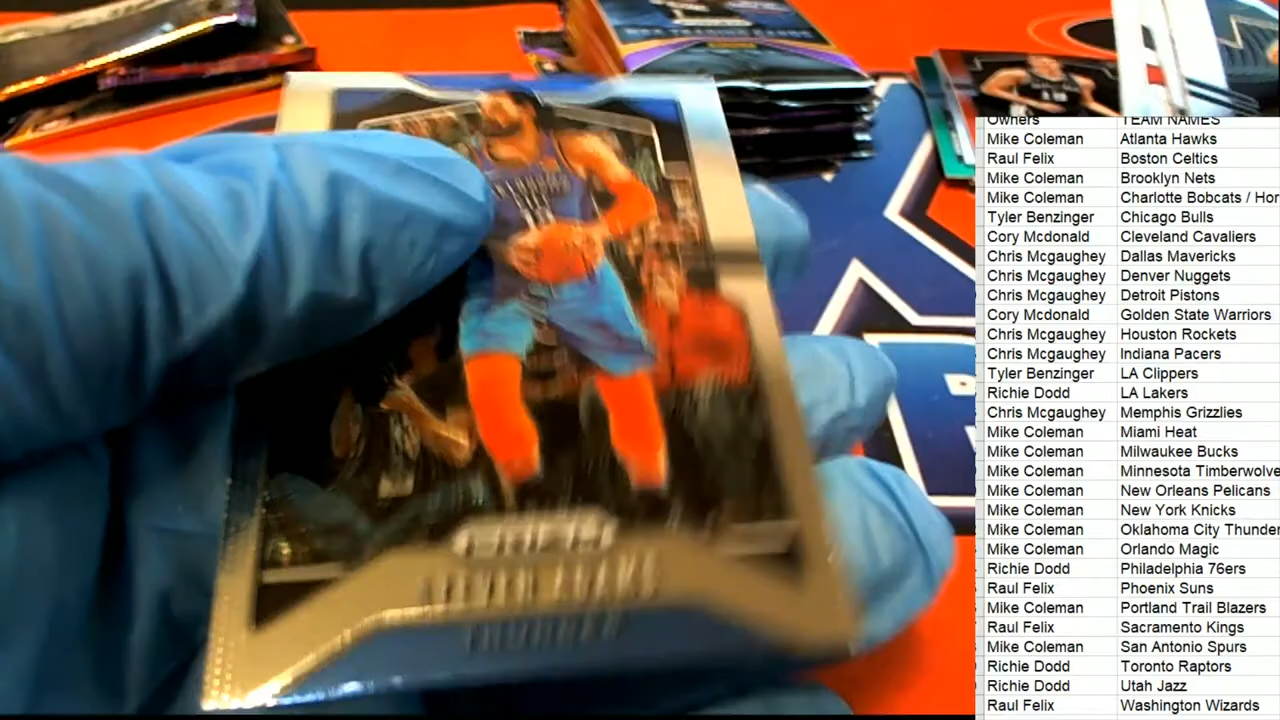 NBA TRADING CARDS
Owners TEAM NAMES
Mike Coleman Atlanta Hawks
Raul Felix Boston Celtics
Mike Coleman Brooklyn Nets
Mike Coleman Charlotte Bobcats / Hor
Tyler Benzinger Chicago Bulls
Cory Mcdonald Cleveland Cavaliers
Chris Mcgaughey Dallas Mavericks
Chris Mcgaughey Denver Nuggets
Chris Mcgaughey Detroit Pistons
Cory Mcdonald Golden State Warriors
Chris Mcgaughey Houston Rockets
Chris Mcgaughey Indiana Pacers
Tyler Benzinger LA Clippers
Richie Dodd LA Lakers
Chris Mcgaughey Memphis Grizzlies
Mike Coleman Miami Heat
Mike Coleman Milwaukee Bucks
Mike Coleman Minnesota Timberwolve
Mike Coleman New Orleans Pelicans
Mike Coleman New York Knicks
Mike Coleman Oklahoma City Thunder
Mike Coleman Orlando Magic
Richie Dodd Philadelphia 76ers
Raul Felix Phoenix Suns
Mike Coleman Portland Trail Blazers
Raul Felix Sacramento Kings
Mike Coleman San Antonio Spurs
Richie Dodd Toronto Raptors
Richie Dodd Utah Jazz
Raul Felix Washington Wizards